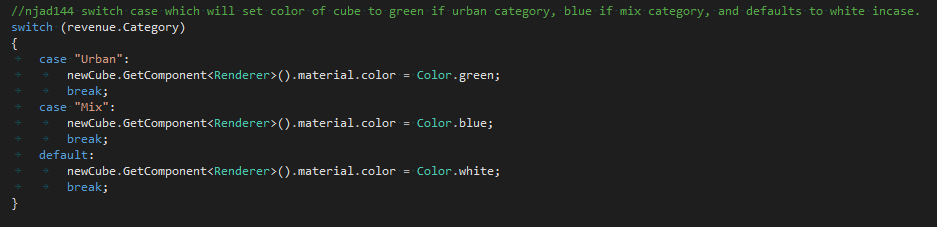 //njad144 switch case which will set color of cube to green if urban category, blue if mix category, and defaults to white incase.
switch (revenue.Category)
{
case "Urban":
newCube.GetComponent<Renderer>().material.color = Color.green;
break;
case "Mix":
newCube.GetComponent<Renderer>().material.color = Color.blue;
break;
default:
newCube.GetComponent<Renderer>().material.color = Color.white;
break;
}